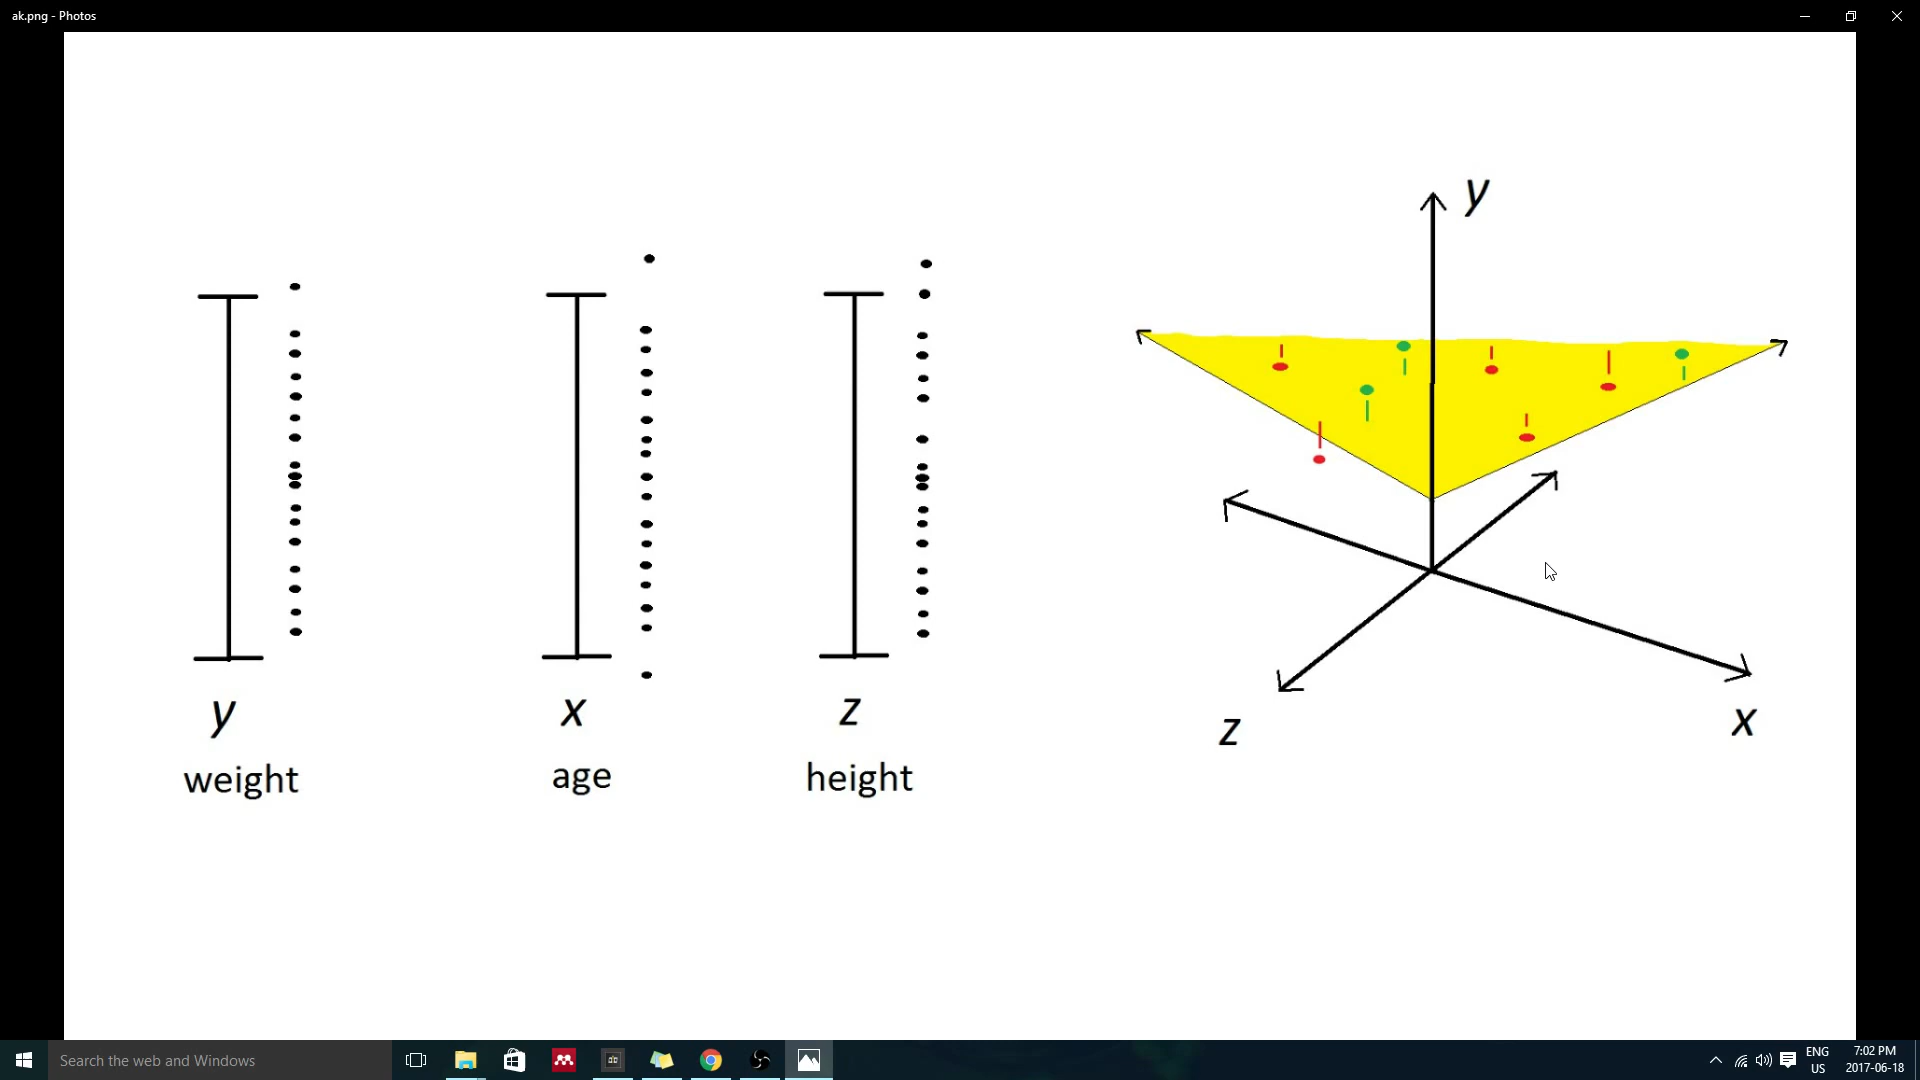 ak.png - Photos
y
y
x
z
weight
age
height
z
x
Search the web and Windows
ENG
US
7:02 PM
2017-06-18